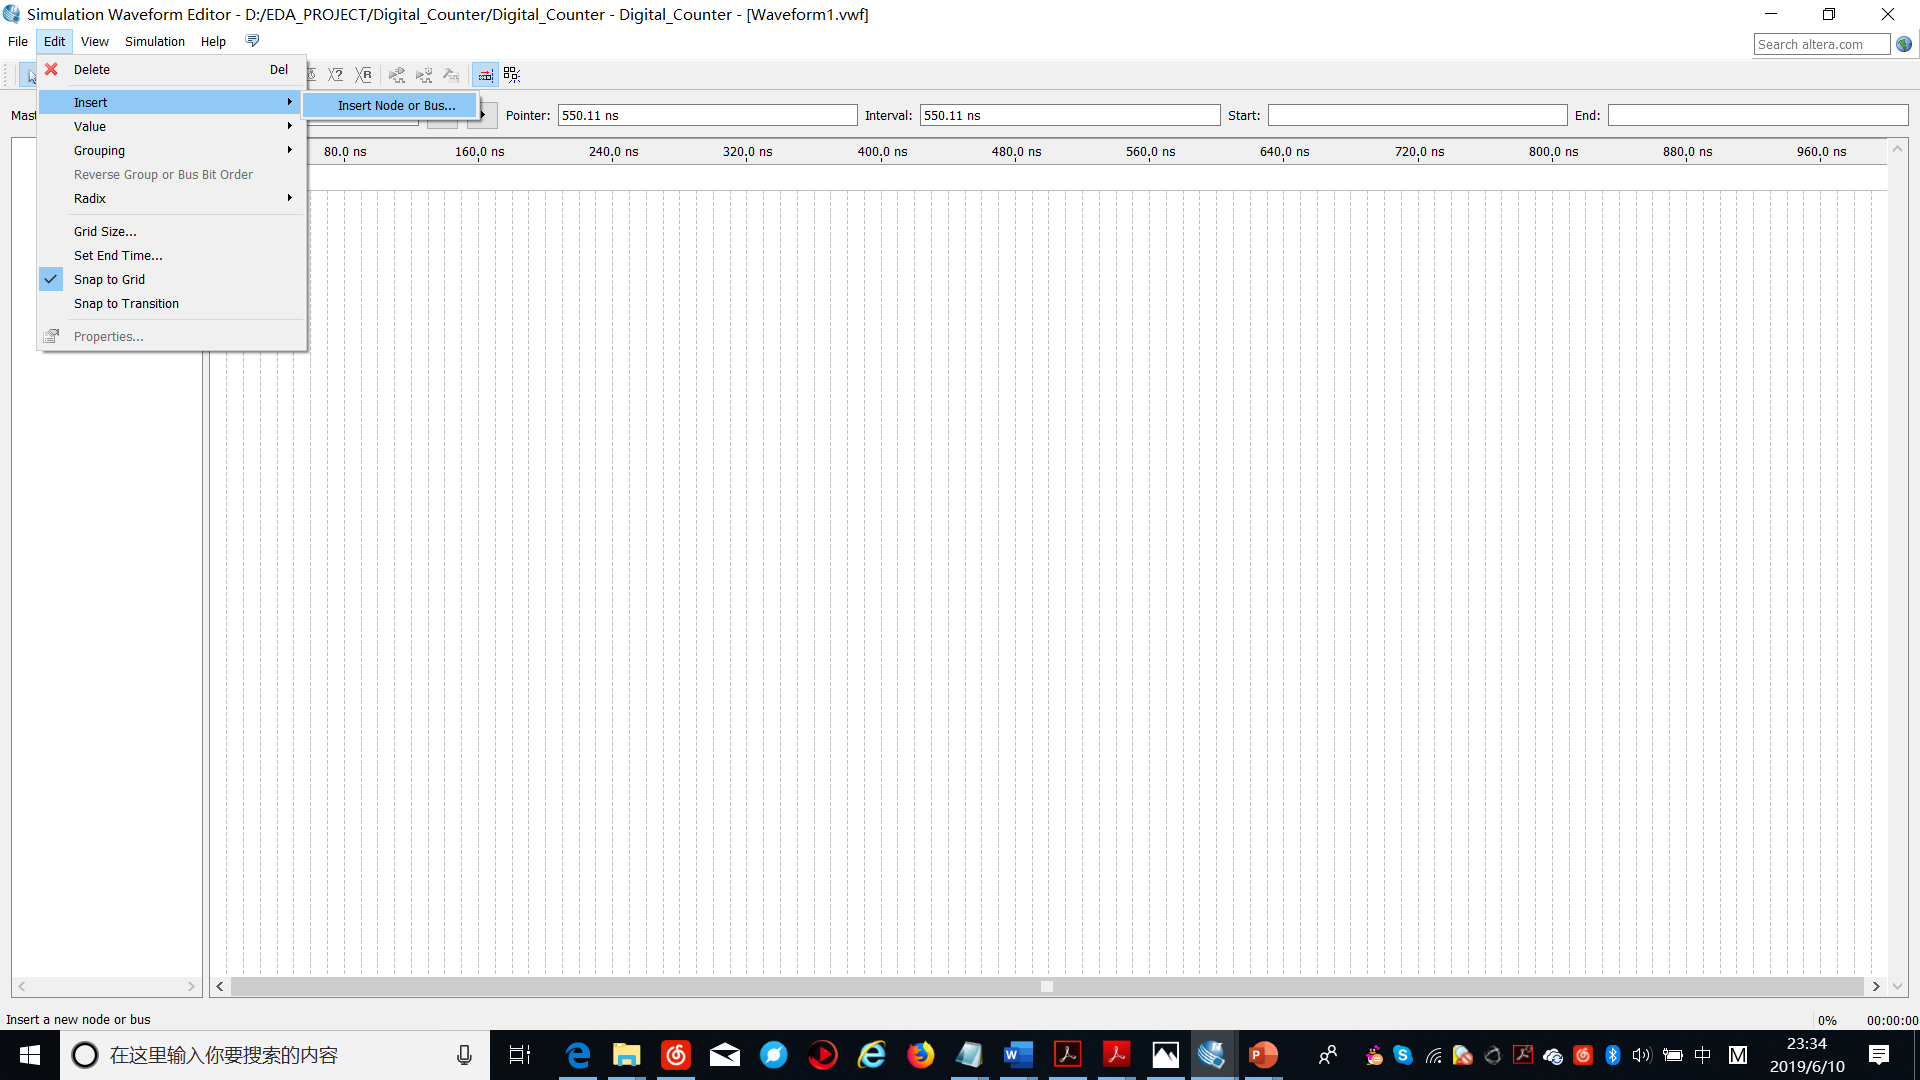 Simulation Waveform Editor - D:/EDA_PROJECT/Digital_Counter/Digital_Counter - Digital_Counter - [Waveform1.vwf]
File Edit View Simulation Help
Search altera.com
Delete Del
Insert
Insert Node or Bus...
Mast
Pointer: 550.11 ns Interval: 550.11 ns Start: End:
Value
Grouping
80.0 ns 160.0 ns 240.0 ns 320.0 ns 400.0 ns 480.0 ns 560.0 ns 640.0 ns 720.0 ns 800.0 ns 880.0 ns 960.0 ns
Reverse Group or Bus Bit Order
Radix
Grid Size...
Set End Time...
Snap to Grid
Snap to Transition
Properties...
Insert a new node or bus
0% 00:00:00
在这里输入你要搜索的内容
中
M
23:34
2019/6/10